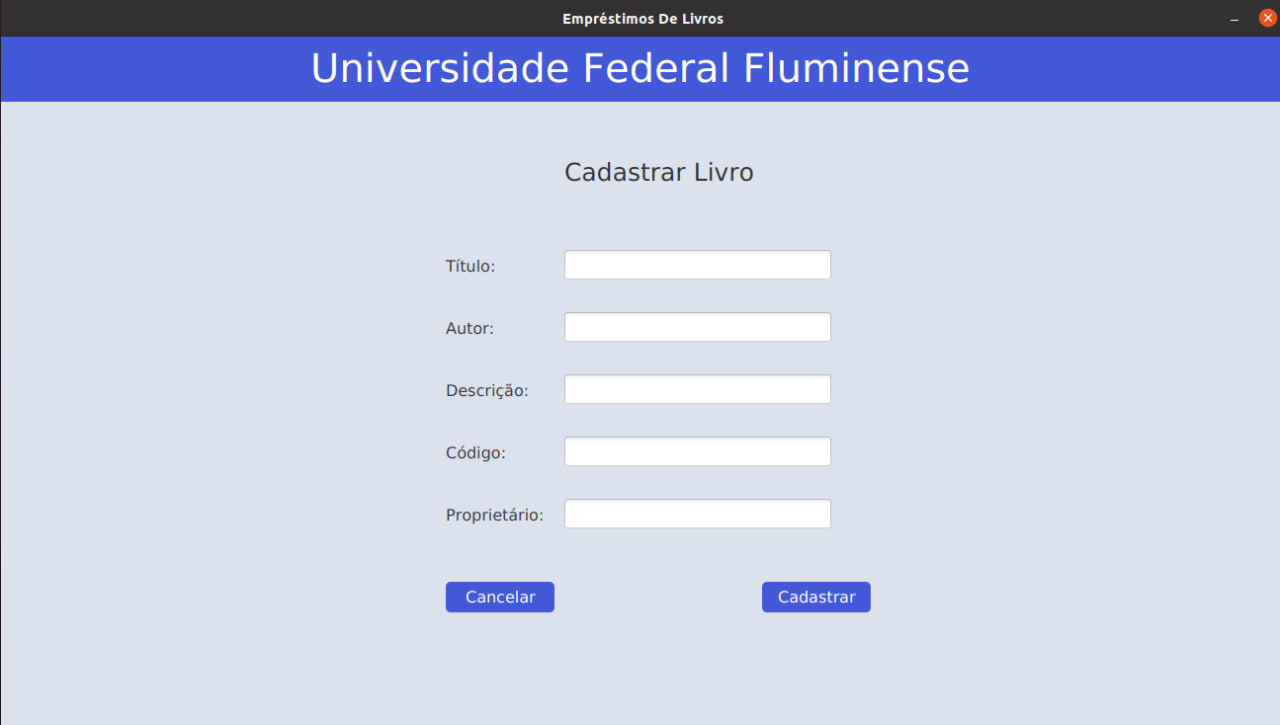 Empréstimos De Livros
Universidade Federal Fluminense
Cadastrar Livro
Título:
Autor:
Descrição:
Código:
Proprietário:
Cancelar
Cadastrar